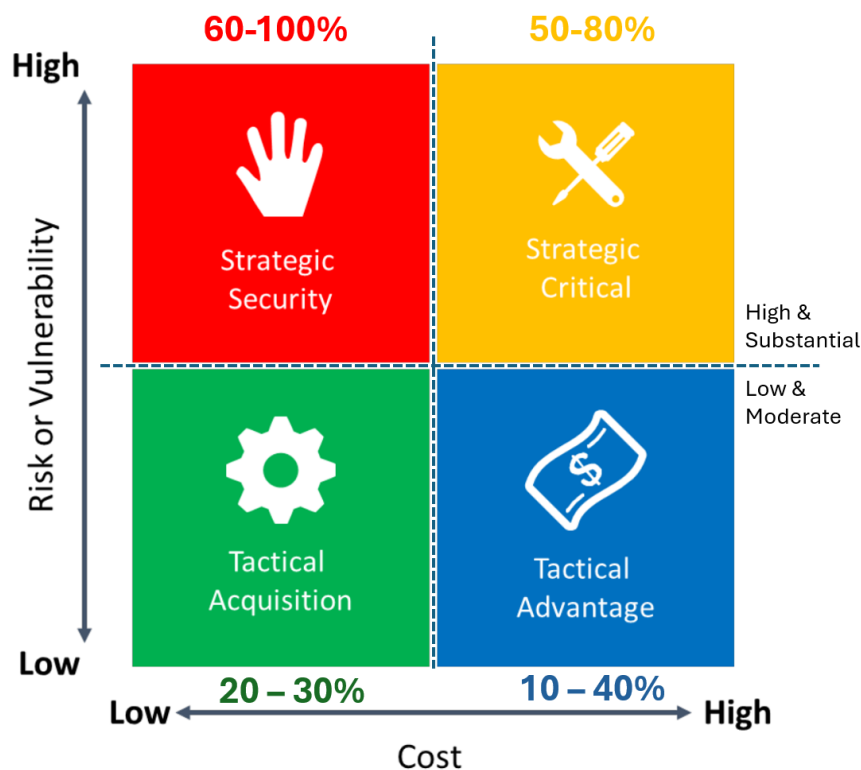 60-100%
50-80%
High
Strategic
Security
Strategic
Critical
High &
Substantial
Risk or Vulnerability
Low &
Moderate
$
Tactical
Acquisition
Tactical
Advantage
Low
20 – 30%
10 – 40%
Low
High
Cost